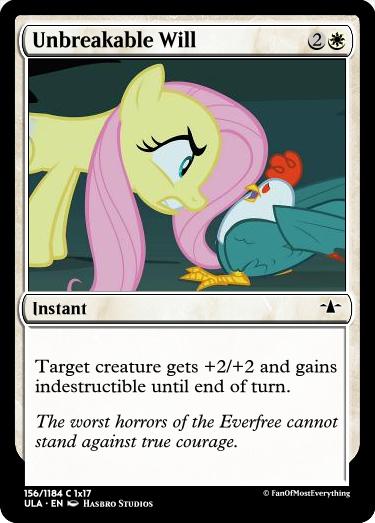 Unbreakable Will 2
Instant
Target creature gets +2/+2 and gains
indestructible until end of turn.
The worst horrors of the Everfree cannot
stand against true courage.
156/1184 C 1x17
ULA • EN Hasbro Studios
© FanOfMostEverything